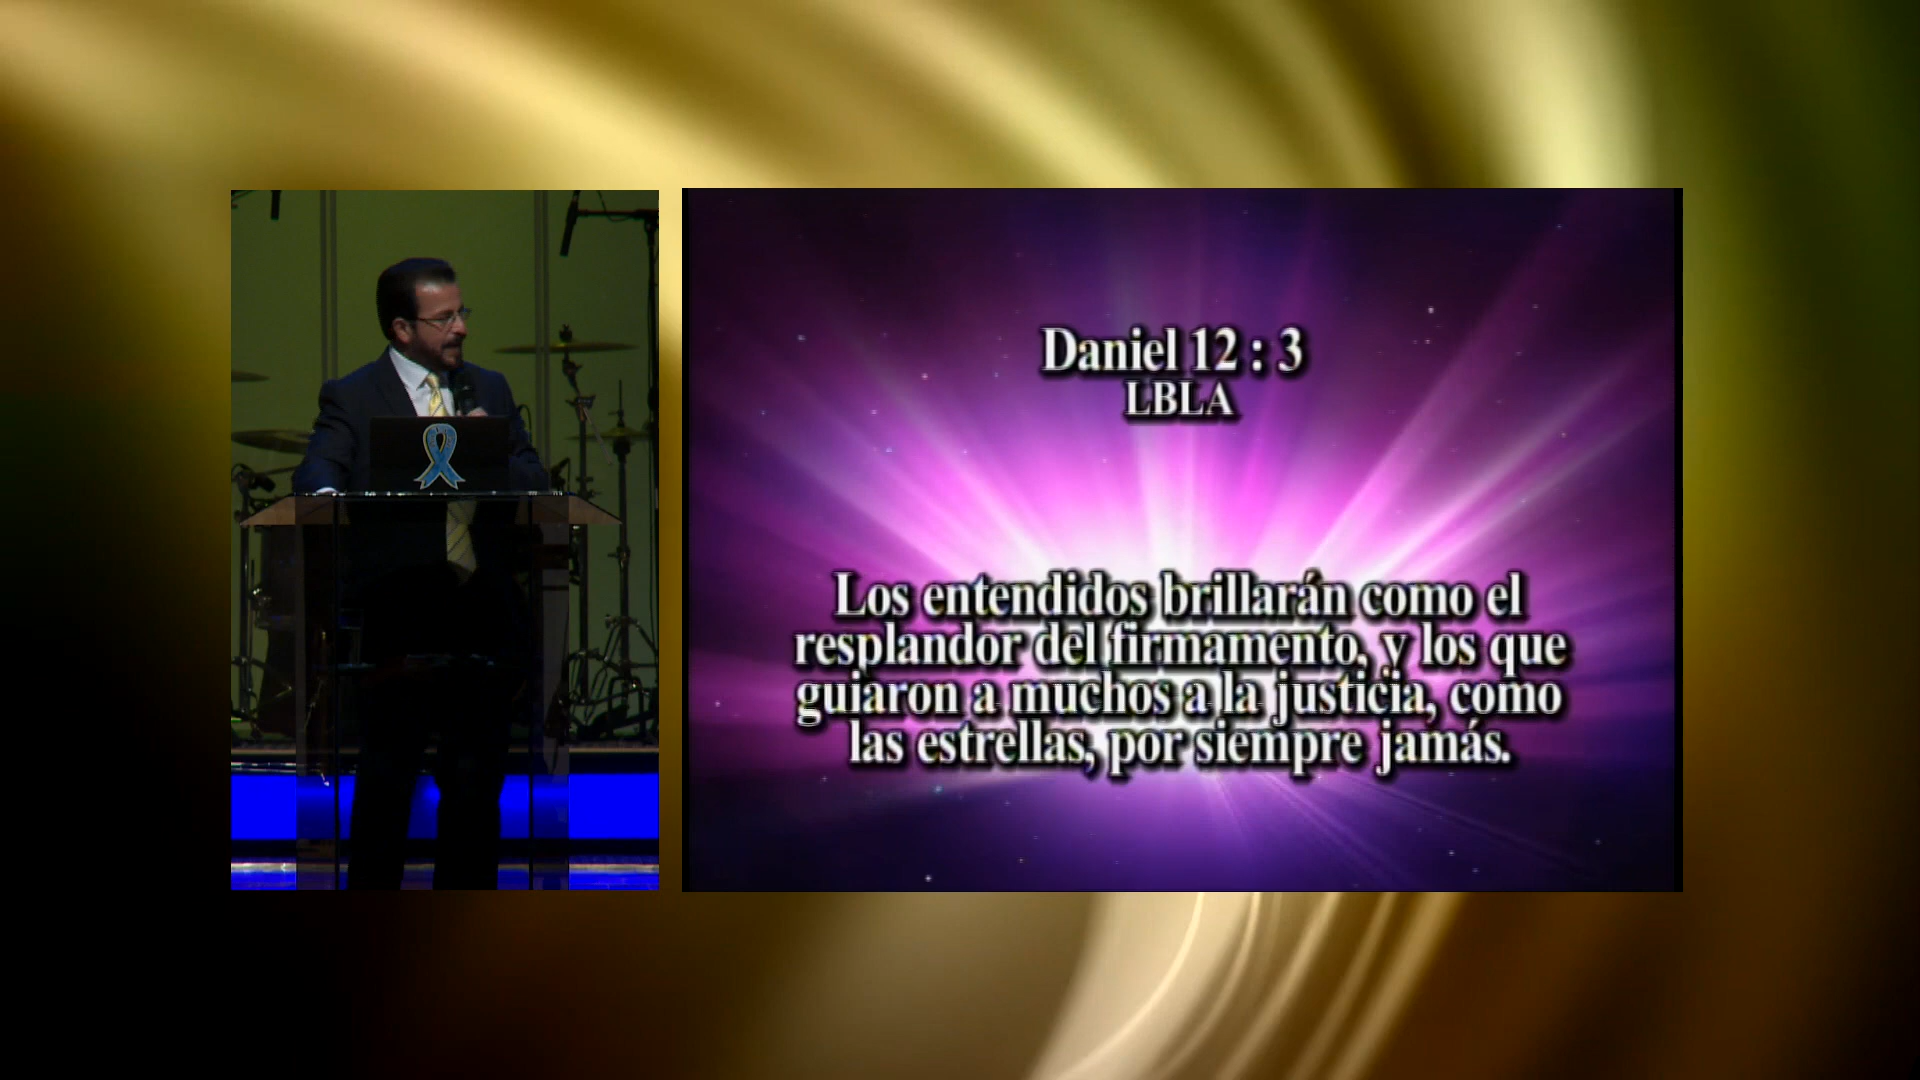 Daniel 12 : 3
LBLA
Los entendidos brillarán como el
resplandor del firmamento, y los que
guiaron a muchos a la justicia, como
las estrellas, por siempre jamás.